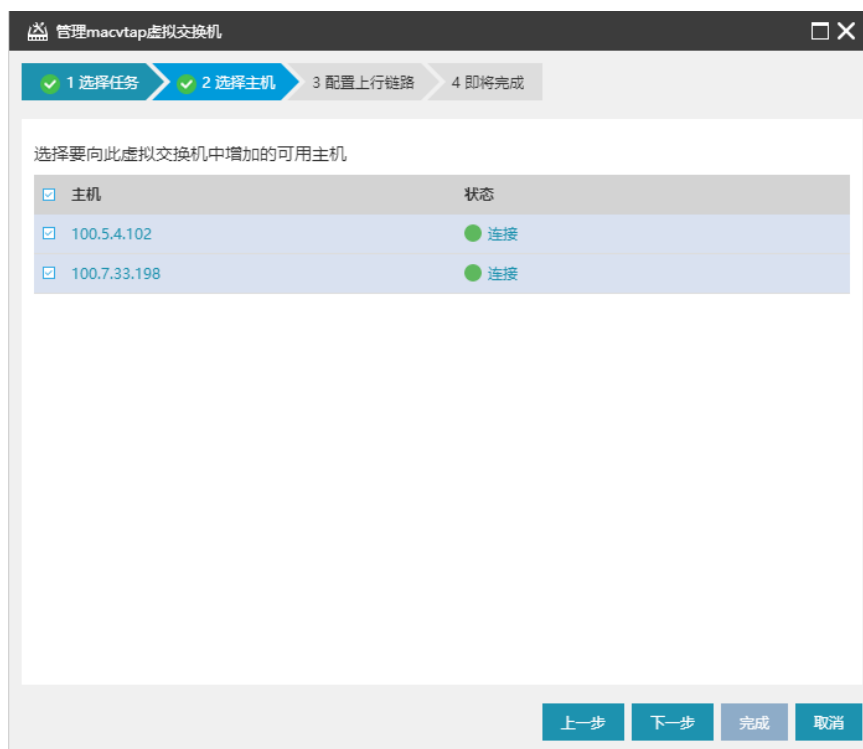 管理macvtap虚拟交换机
1 选择任务 2 选择主机 3 配置上行链路 4 即将完成
选择要向此虚拟交换机中增加的可用主机
主机 状态
100.5.4.102 连接
100.7.33.198 连接
上一步 下一步 完成 取消